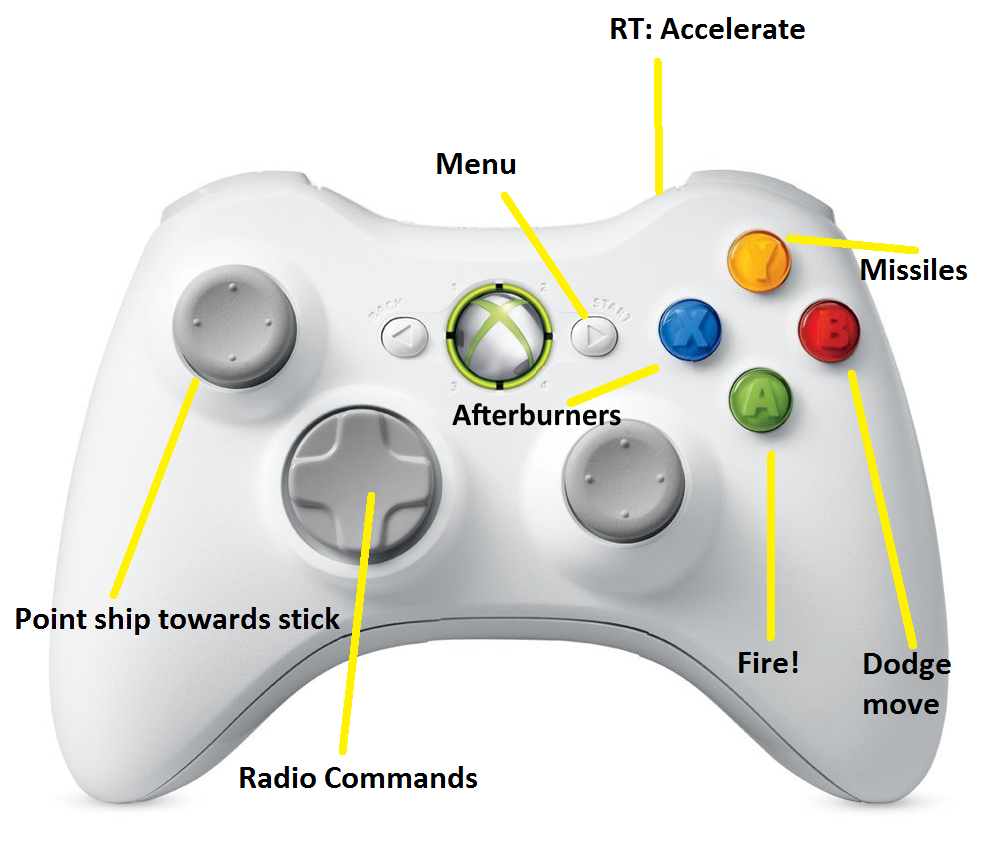 RT: Accelerate
Menu
Missiles
1
2
BACK
START
Y
X
B
A
3
4
Afterburners
Point ship towards stick
Fire!
Dodge
move
Radio Commands